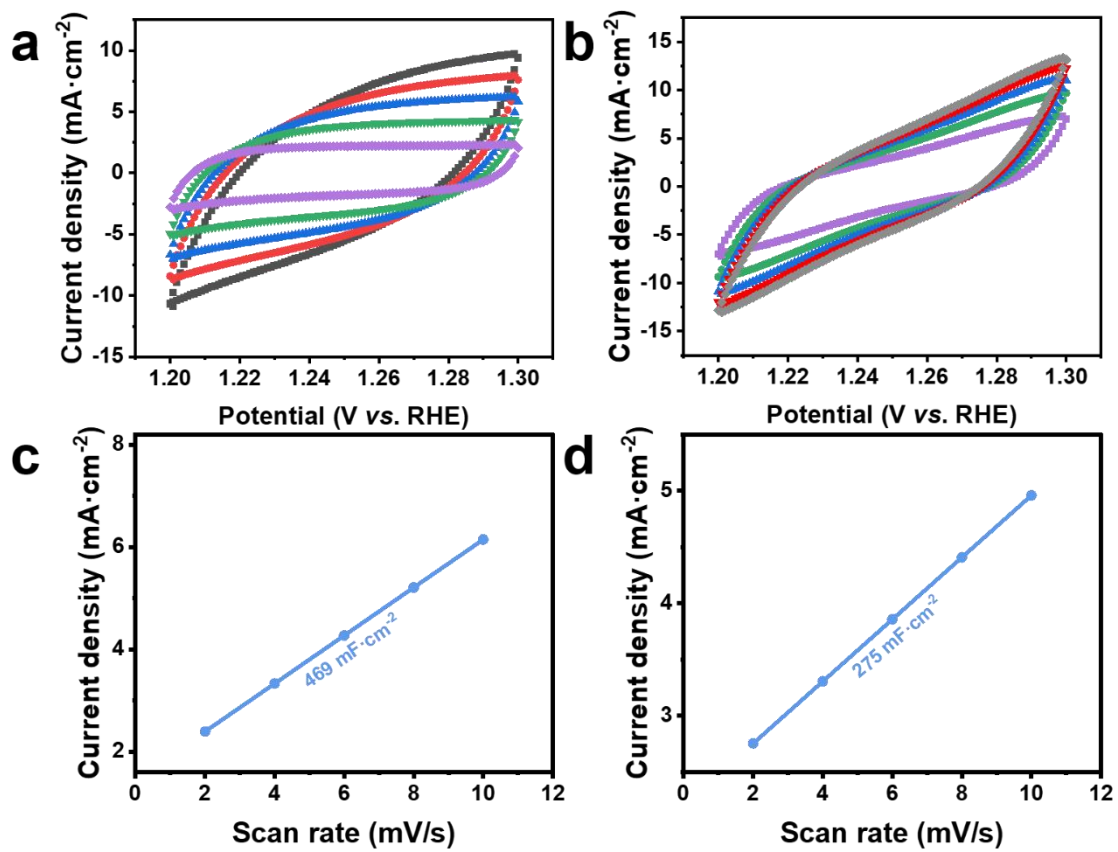 a
Current density (mA·cm⁻²)
10
5
0
-5
-10
-15
1.20 1.22 1.24 1.26 1.28 1.30
Potential (V vs. RHE)
b
Current density (mA·cm⁻²)
15
10
5
0
-5
-10
-15
1.20 1.22 1.24 1.26 1.28 1.30
Potential (V vs. RHE)
c
Current density (mA·cm⁻²)
8
6
4
2
469 mF·cm⁻²
0 2 4 6 8 10 12
Scan rate (mV/s)
d
Current density (mA·cm⁻²)
5
4
3
275 mF·cm⁻²
0 2 4 6 8 10 12
Scan rate (mV/s)